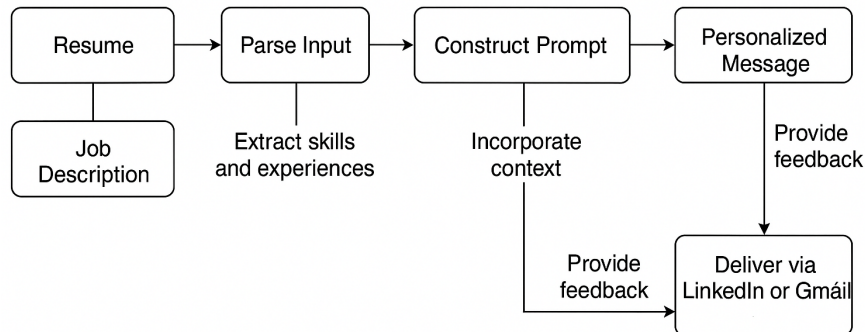 Resume
Parse Input
Construct Prompt
Personalized
Message
Job
Description
Extract skills
and experiences
Incorporate
context
Provide
feedback
Provide
feedback
Deliver via
LinkedIn or Gmáil